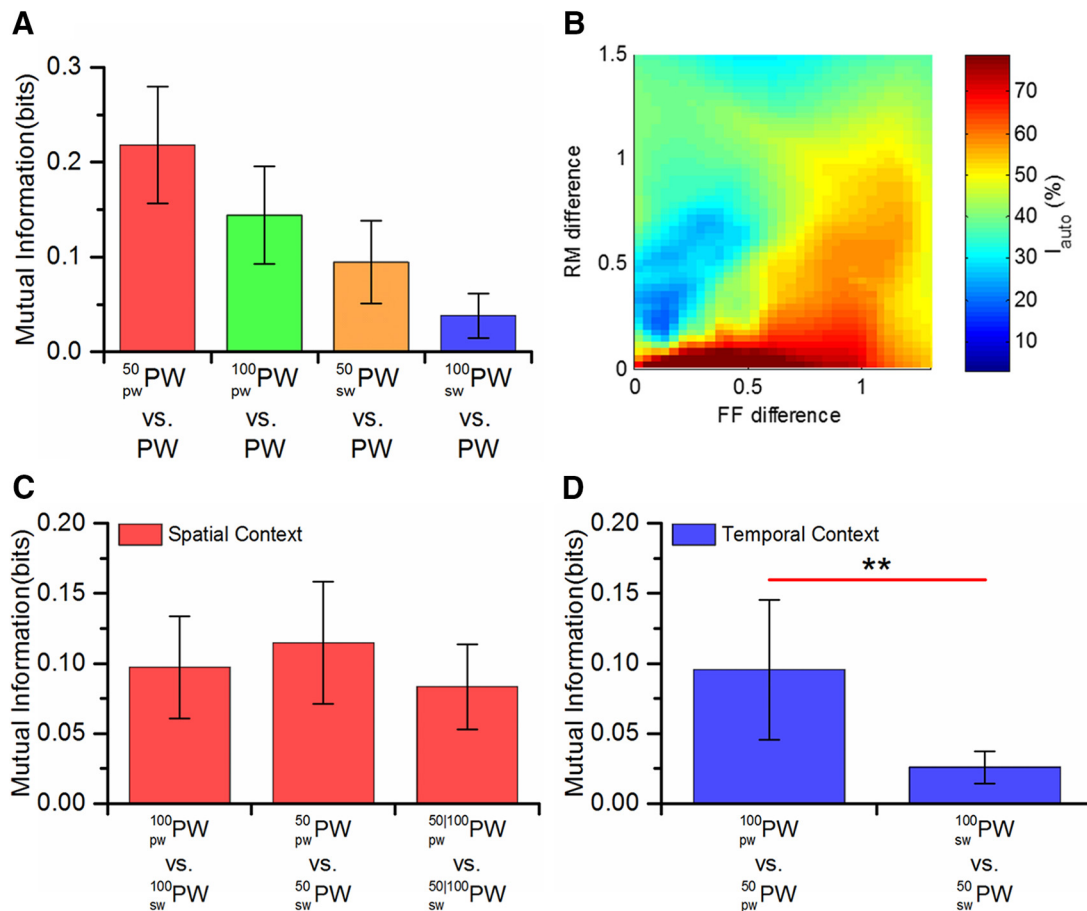 A
Mutual Information(bits)
0.3
0.2
0.1
0.0
50 pw PW vs. PW
100 pw PW vs. PW
50 sw PW vs. PW
100 sw PW vs. PW
B
RM difference
1.5
1
0.5
0
0
0.5
1
FF difference
70
60
50
40
30
20
10
I auto (%)
C
Mutual Information(bits)
0.20
0.15
0.10
0.05
0.00
Spatial Context
100 pw PW vs. 100 sw PW
50 pw PW vs. 50 sw PW
50|100 pw PW vs. 50|100 sw PW
D
Mutual Information(bits)
0.20
0.15
0.10
0.05
0.00
Temporal Context
**
100 pw PW vs. 50 pw PW
100 sw PW vs. 50 sw PW